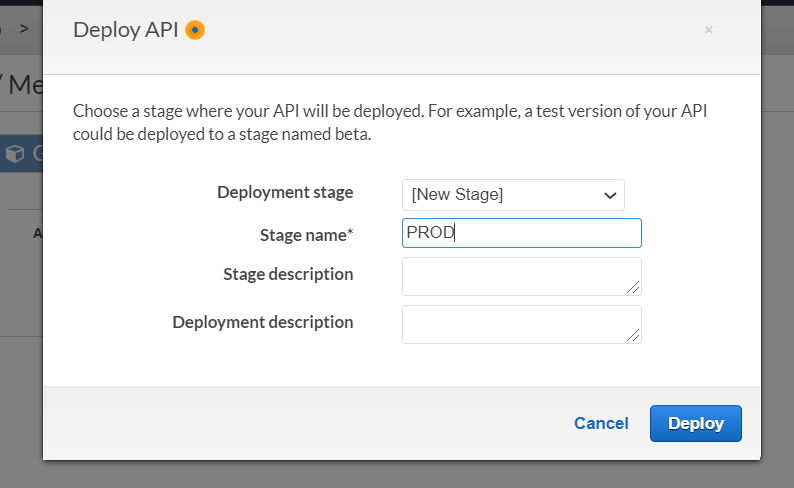 >
Deploy API
×
/ Me
Choose a stage where your API will be deployed. For example, a test version of your API
could be deployed to a stage named beta.
G
A
Deployment stage [New Stage]
Stage name* PROD
Stage description
Deployment description
Cancel Deploy